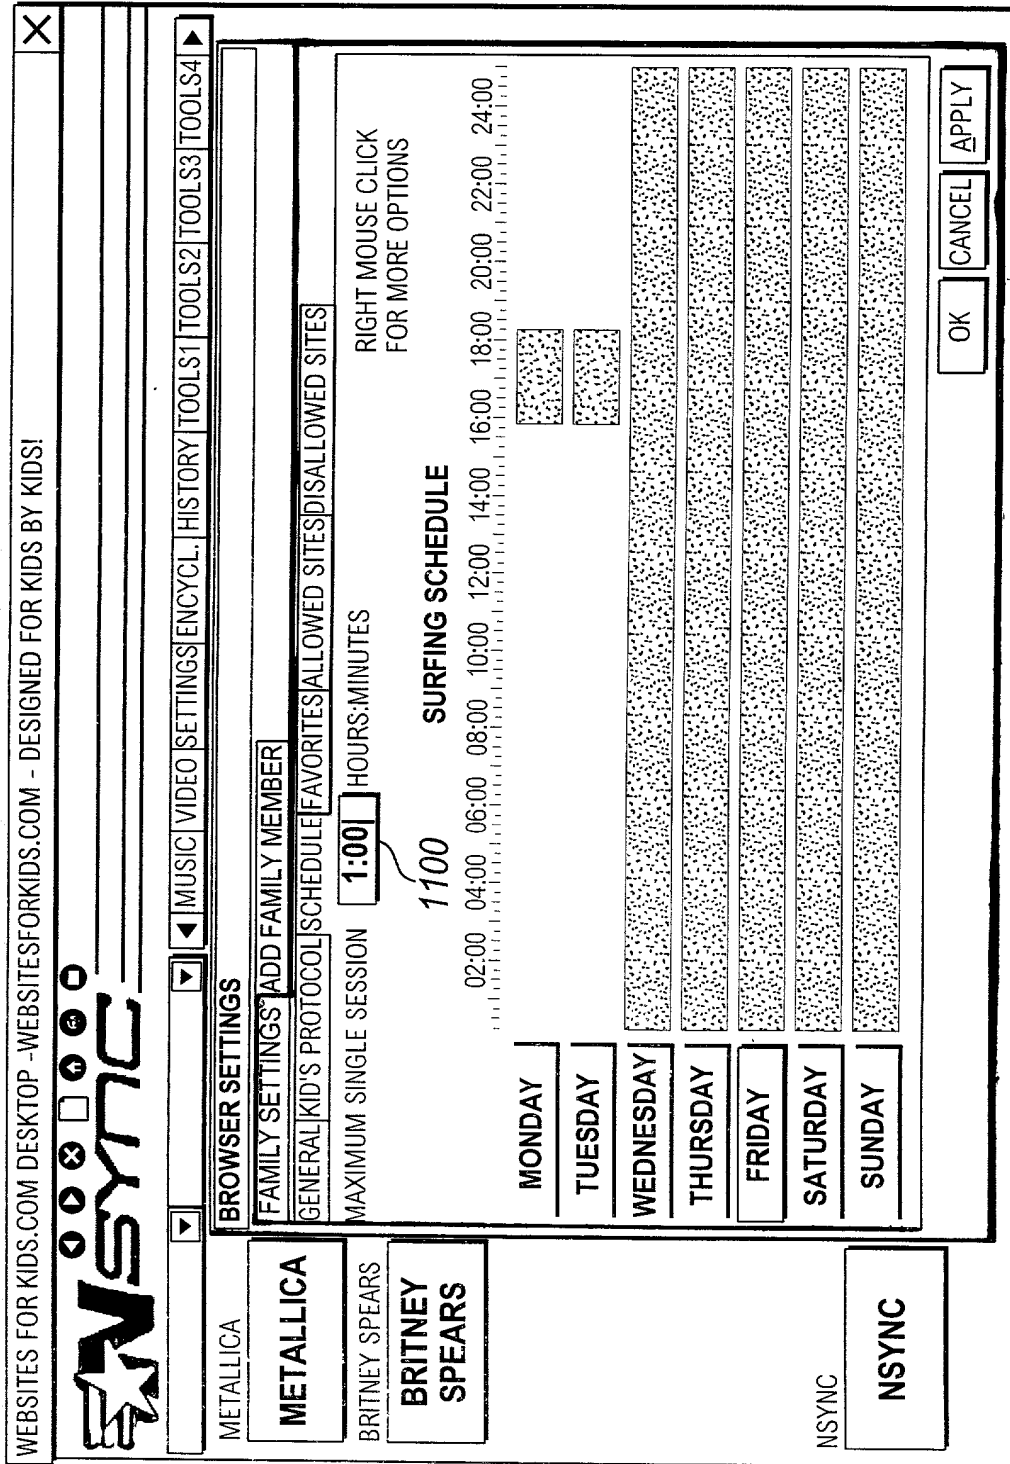 WEBSITES FOR KIDS.COM DESKTOP -WEBSITESFORKIDS.COM - DESIGNED FOR KIDS BY KIDS!
NSYNC
MUSIC VIDEO SETTINGS ENCYCL. HISTORY TOOLS1 TOOLS2 TOOLS3 TOOLS4
METALLICA
METALLICA
BRITNEY SPEARS
BRITNEY
SPEARS
NSYNC
NSYNC
BROWSER SETTINGS
FAMILY SETTINGS ADD FAMILY MEMBER
GENERAL KID'S PROTOCOL SCHEDULE FAVORITES ALLOWED SITES DISALLOWED SITES
MAXIMUM SINGLE SESSION 1:00 HOURS:MINUTES
1100
RIGHT MOUSE CLICK
FOR MORE OPTIONS
SURFING SCHEDULE
02:00 04:00 06:00 08:00 10:00 12:00 14:00 16:00 18:00 20:00 22:00 24:00
MONDAY
TUESDAY
WEDNESDAY
THURSDAY
FRIDAY
SATURDAY
SUNDAY
OK CANCEL APPLY